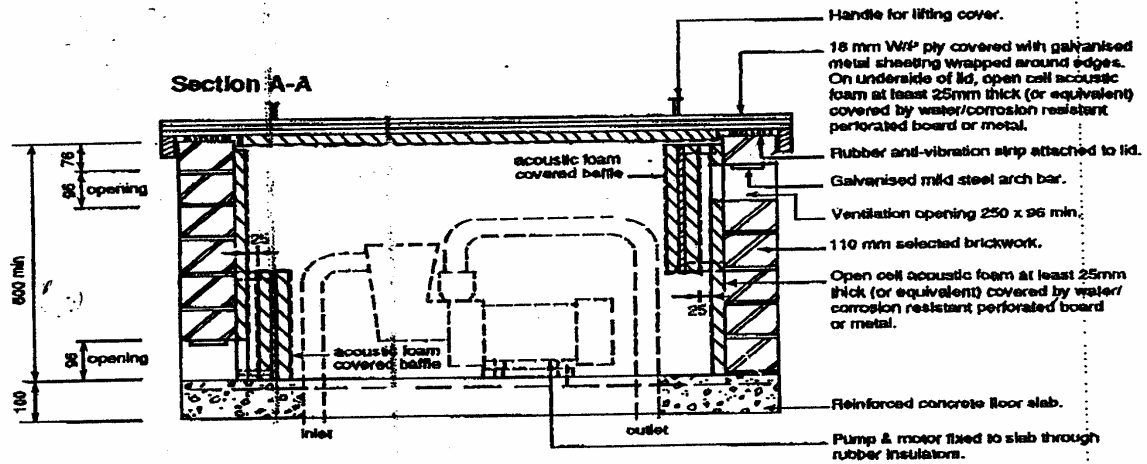 Handle for lifting cover.
18 mm W/P ply covered with galvanised
metal sheeting wrapped around edges.
On underside of lid, open cell acoustic
foam at least 25mm thick (or equivalent)
covered by water/corrosion resistant
perforated board or metal.
Section A-A
Rubber anti-vibration strip attached to lid.
acoustic foam
covered baffle
76
96 opening
Galvanised mild steel arch bar.
Ventilation opening 250 x 96 min.
110 mm selected brickwork.
25
600 min
Open cell acoustic foam at least 25mm
thick (or equivalent) covered by water/
corrosion resistant perforated board
or metal.
25
96 opening
acoustic foam
covered baffle
100
Reinforced concrete floor slab.
inlet
outlet
Pump & motor fixed to slab through
rubber insulators.